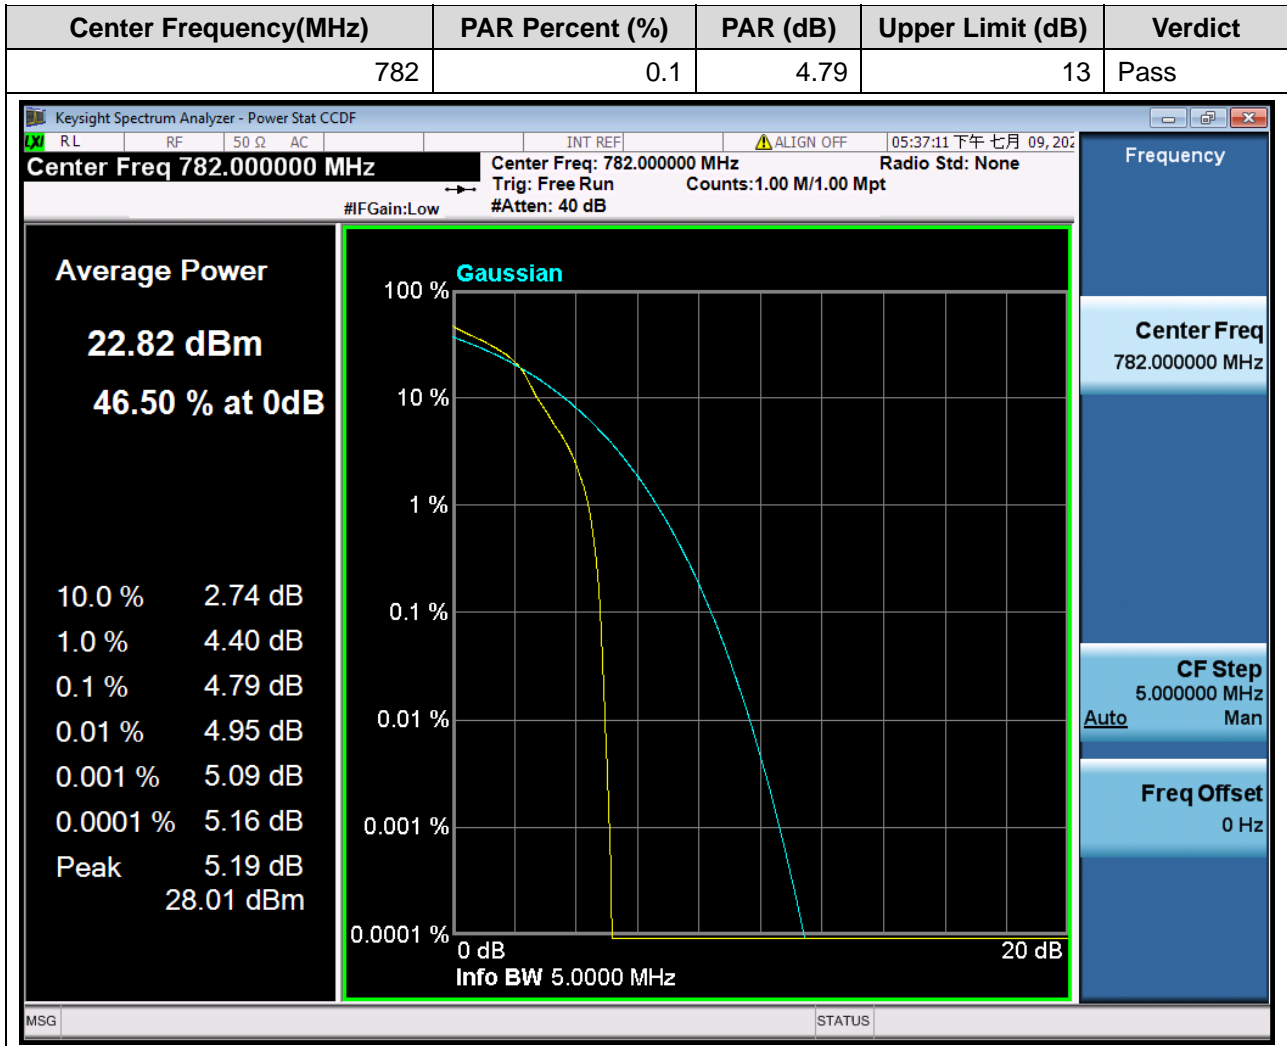 Center Frequency(MHz) PAR Percent (%) PAR (dB) Upper Limit (dB) Verdict
782 0.1 4.79 13 Pass
Keysight Spectrum Analyzer - Power Stat CCDF
LXI RL RF 50 Ω AC INT REF ALIGN OFF 05:37:11 下午 七月 09, 202
Center Freq 782.000000 MHz
Center Freq: 782.000000 MHz Radio Std: None
Trig: Free Run Counts:1.00 M/1.00 Mpt
#IFGain:Low #Atten: 40 dB
Average Power
22.82 dBm
46.50 % at 0dB
10.0 % 2.74 dB
1.0 % 4.40 dB
0.1 % 4.79 dB
0.01 % 4.95 dB
0.001 % 5.09 dB
0.0001 % 5.16 dB
Peak 5.19 dB
28.01 dBm
Gaussian
100 %
10 %
1 %
0.1 %
0.01 %
0.001 %
0.0001 %
0 dB 20 dB
Info BW 5.0000 MHz
Frequency
Center Freq
782.000000 MHz
CF Step
5.000000 MHz
Auto Man
Freq Offset
0 Hz
MSG STATUS